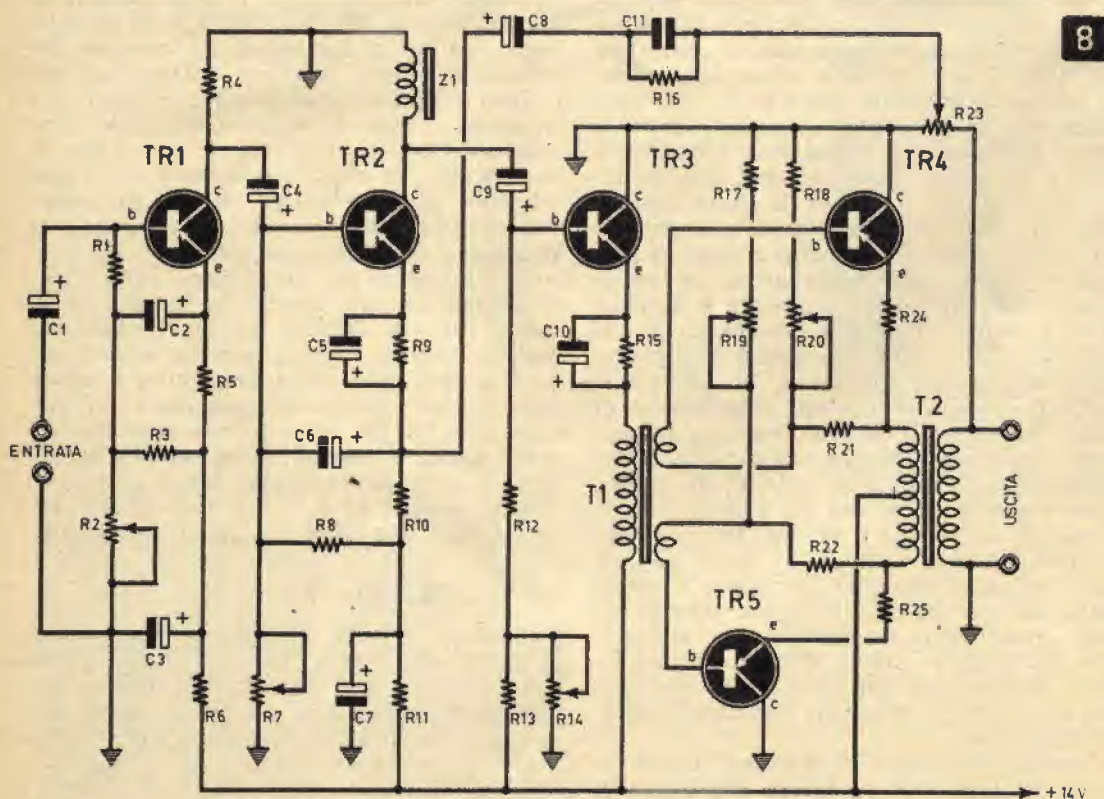 8
R4
Z1
+ C8
C11
R16
R23
TR1
TR2
TR3
TR4
C4
+
C9
+
R17
R18
b
c
e
b
c
e
b
c
e
b
c
e
R1
+
C1
+
C2
R5
C5
+
R9
C10
+
R15
R19
R20
R24
ENTRATA
R3
C6
+
R21
T2
T1
USCITA
R2
R8
R10
R12
R22
R25
TR5
+
C3
R6
R7
+
C7
R11
R13
R14
b
e
c
+ 14V